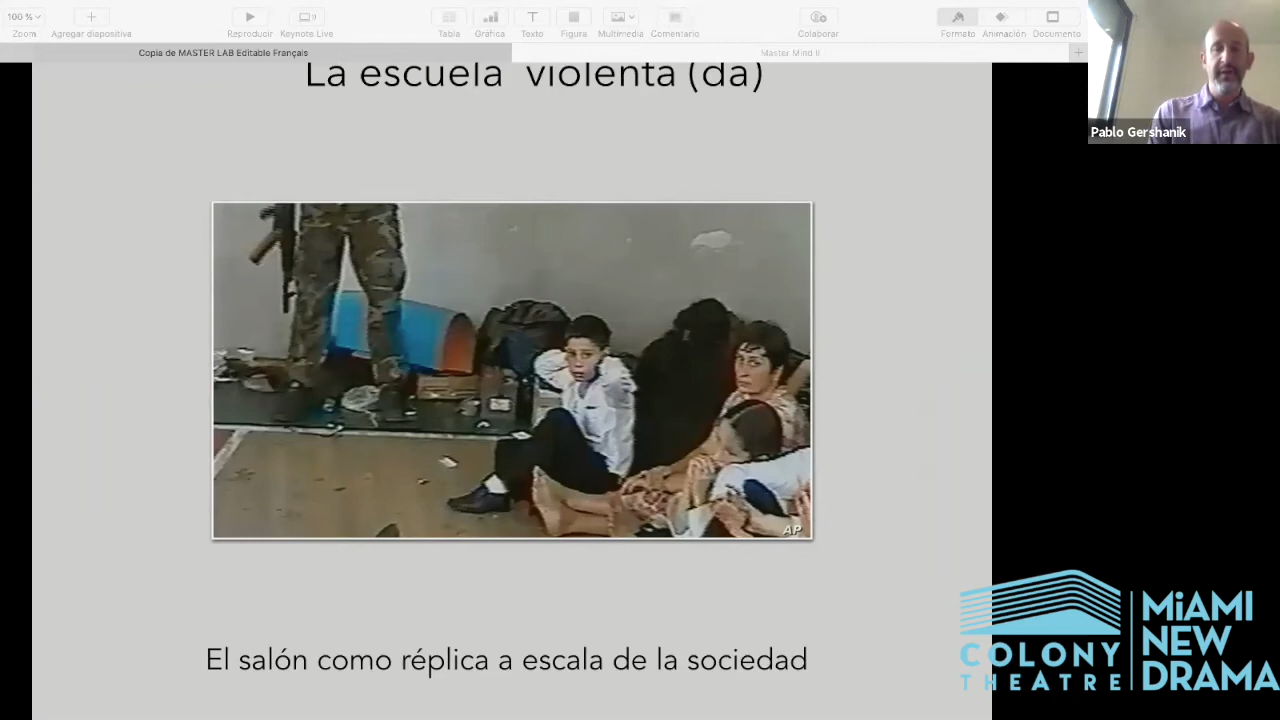 100 %
Zoom
Agregar diapositiva
Reproducir
Keynote Live
Tabla
Gráfica
Texto
Figura
Multimedia
Comentario
Colaborar
Formato
Animación
Documento
Copia de MASTER LAB Editable Français
Master Mind II
Pablo Gershanik
La escuela violenta (da)
AP
El salón como réplica a escala de la sociedad
COLONY
THEATRE
MiAMI
NEW
DRAMA